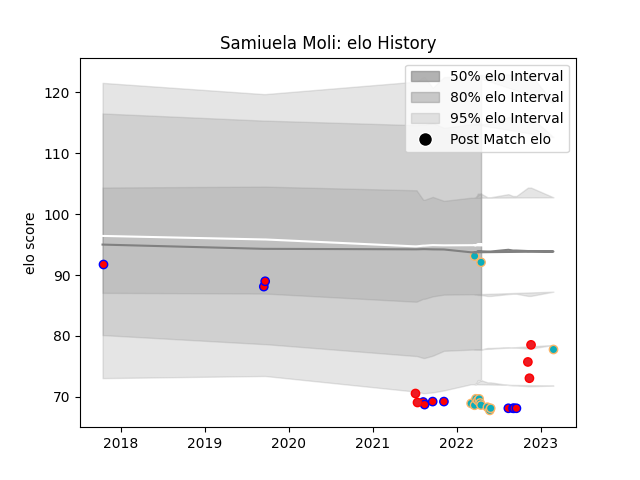 Samiuela Moli: elo History
50% elo Interval
80% elo Interval
95% elo Interval
Post Match elo
elo score
120
110
100
90
80
70
2018
2019
2020
2021
2022
2023